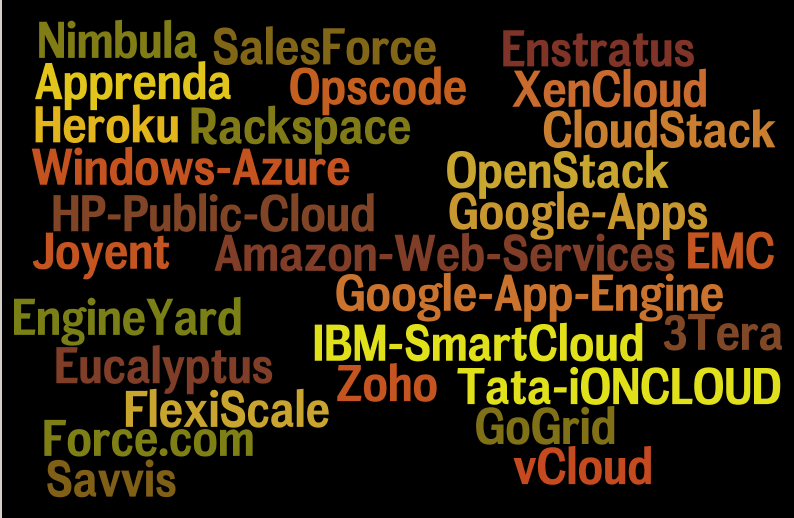 Nimbula SalesForce Enstratus
Apprenda Opscode XenCloud
Heroku Rackspace CloudStack
Windows-Azure OpenStack
HP-Public-Cloud Google-Apps
Joyent Amazon-Web-Services EMC
Google-App-Engine
EngineYard IBM-SmartCloud 3Tera
Eucalyptus Zoho Tata-iONCLOUD
FlexiScale GoGrid
Force.com
Savvis vCloud